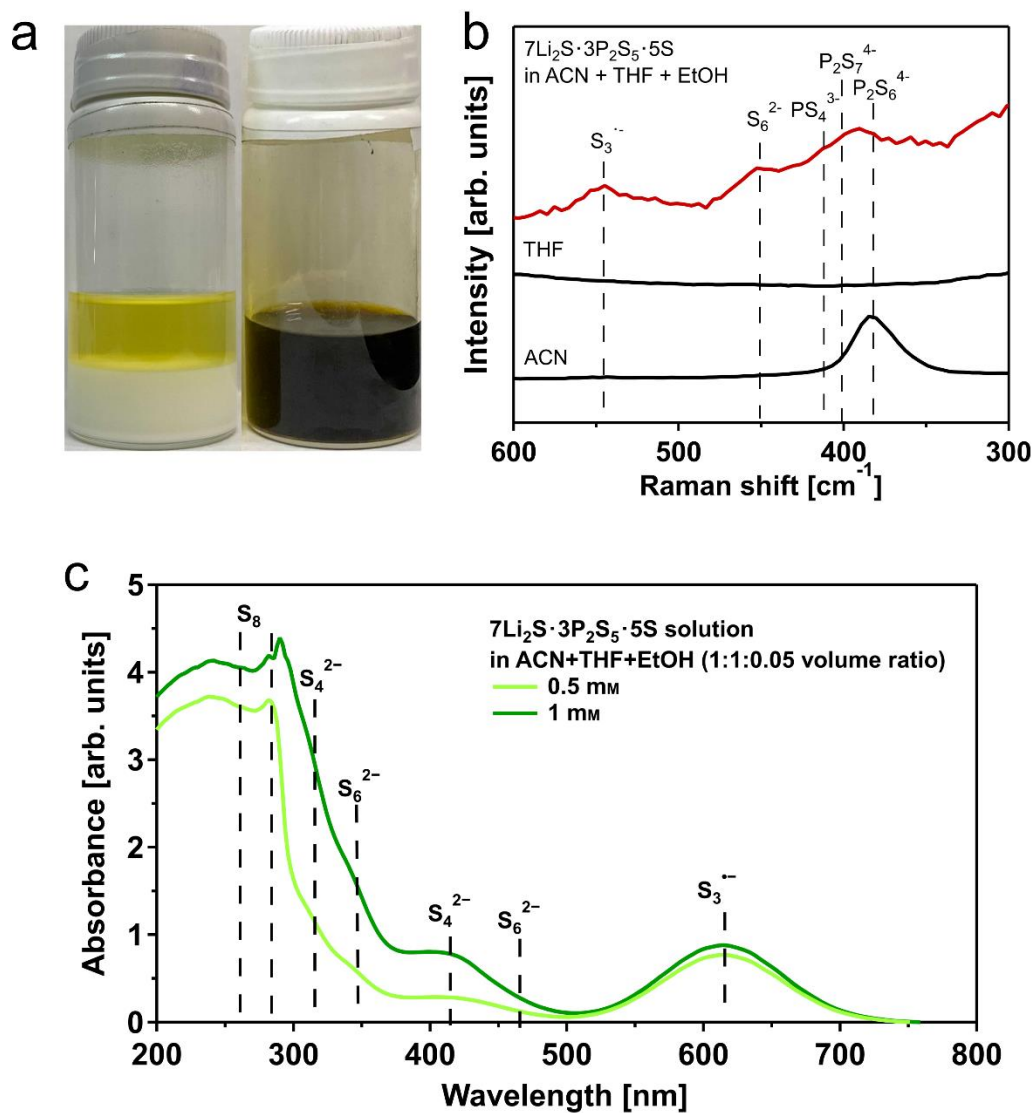 a
b
7Li₂S·3P₂S₅·5S
in ACN + THF + EtOH
P₂S₇⁴⁻
P₂S₆⁴⁻
PS₄³⁻
S₆²⁻
S₃·⁻
THF
ACN
Intensity [arb. units]
600 500 400 300
Raman shift [cm⁻¹]
c
5
4
3
2
1
0
Absorbance [arb. units]
S₈
S₄²⁻
S₆²⁻
S₄²⁻
S₆²⁻
S₃•⁻
7Li₂S·3P₂S₅·5S solution
in ACN+THF+EtOH (1:1:0.05 volume ratio)
0.5 mM
1 mM
200 300 400 500 600 700 800
Wavelength [nm]